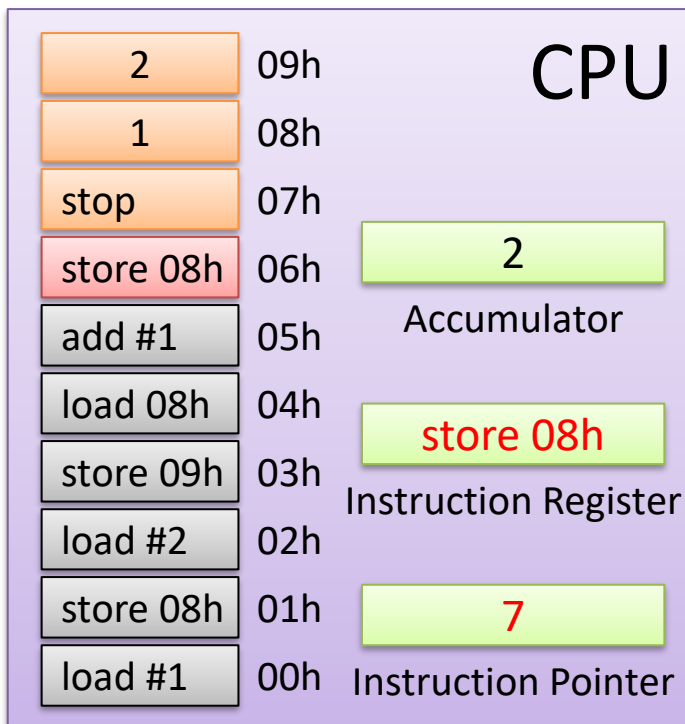 CPU
2 09h
1 08h
stop 07h
store 08h 06h
add #1 05h
load 08h 04h
store 09h 03h
load #2 02h
store 08h 01h
load #1 00h
2
Accumulator
store 08h
Instruction Register
7
Instruction Pointer